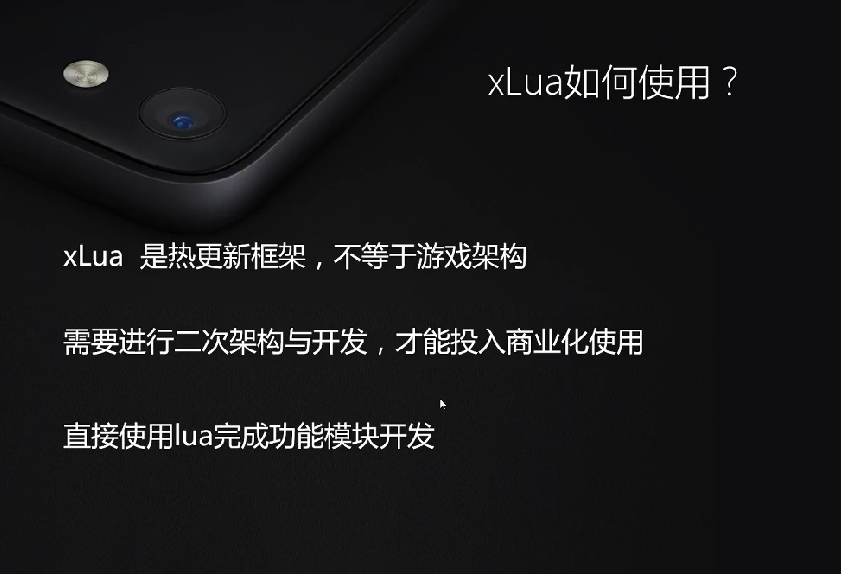 xLua如何使用？
xLua 是热更新框架，不等于游戏架构
需要进行二次架构与开发，才能投入商业化使用
直接使用lua完成功能模块开发